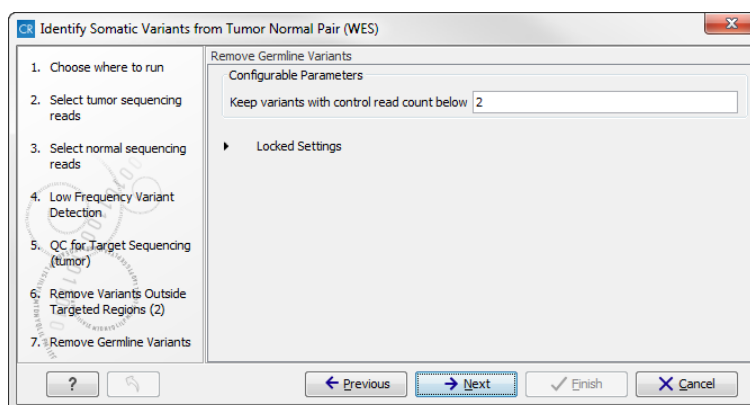 CR Identify Somatic Variants from Tumor Normal Pair (WES)
X
1. Choose where to run
2. Select tumor sequencing
reads
3. Select normal sequencing
reads
4. Low Frequency Variant
Detection
5. QC for Target Sequencing
(tumor)
6. Remove Variants Outside
Targeted Regions (2)
7. Remove Germline Variants
Remove Germline Variants
Configurable Parameters
Keep variants with control read count below 2
Locked Settings
? Previous Next Finish Cancel